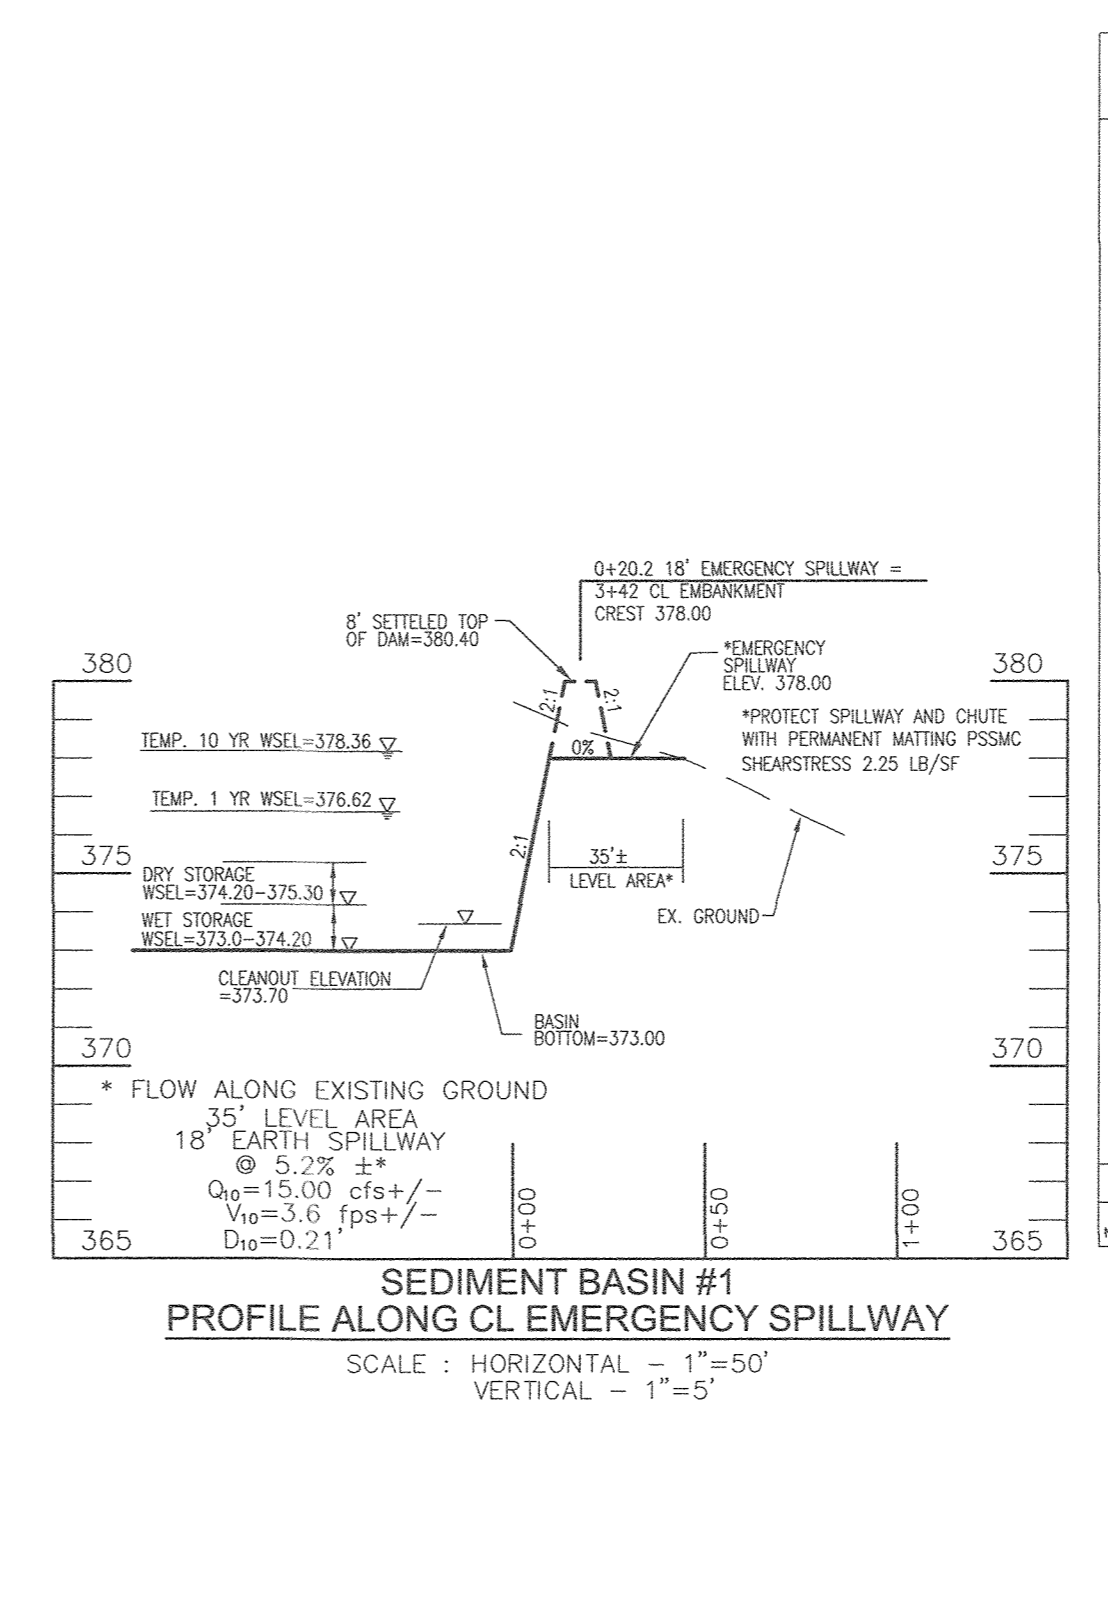 0+20.2 18' EMERGENCY SPILLWAY =
3+42 CL EMBANKMENT
CREST 378.00
8' SETTELED TOP
OF DAM=380.40
*EMERGENCY
SPILLWAY
ELEV. 378.00
380
380
2:1
2:1
*PROTECT SPILLWAY AND CHUTE
WITH PERMANENT MATTING PSSMC
SHEARSTRESS 2.25 LB/SF
TEMP. 10 YR WSEL=378.36
0%
TEMP. 1 YR WSEL=376.62
2:1
375
375
35'±
LEVEL AREA*
DRY STORAGE
WSEL=374.20-375.30
WET STORAGE
WSEL=373.0-374.20
EX. GROUND
CLEANOUT ELEVATION
=373.70
BASIN
BOTTOM=373.00
370
370
* FLOW ALONG EXISTING GROUND
35' LEVEL AREA
18' EARTH SPILLWAY
@ 5.2% ±*
Q10=15.00 cfs+/-
V10=3.6 fps+/-
D10=0.21'
0+00
0+50
1+00
365
365
SEDIMENT BASIN #1
PROFILE ALONG CL EMERGENCY SPILLWAY
SCALE : HORIZONTAL - 1"=50'
VERTICAL - 1"=5'